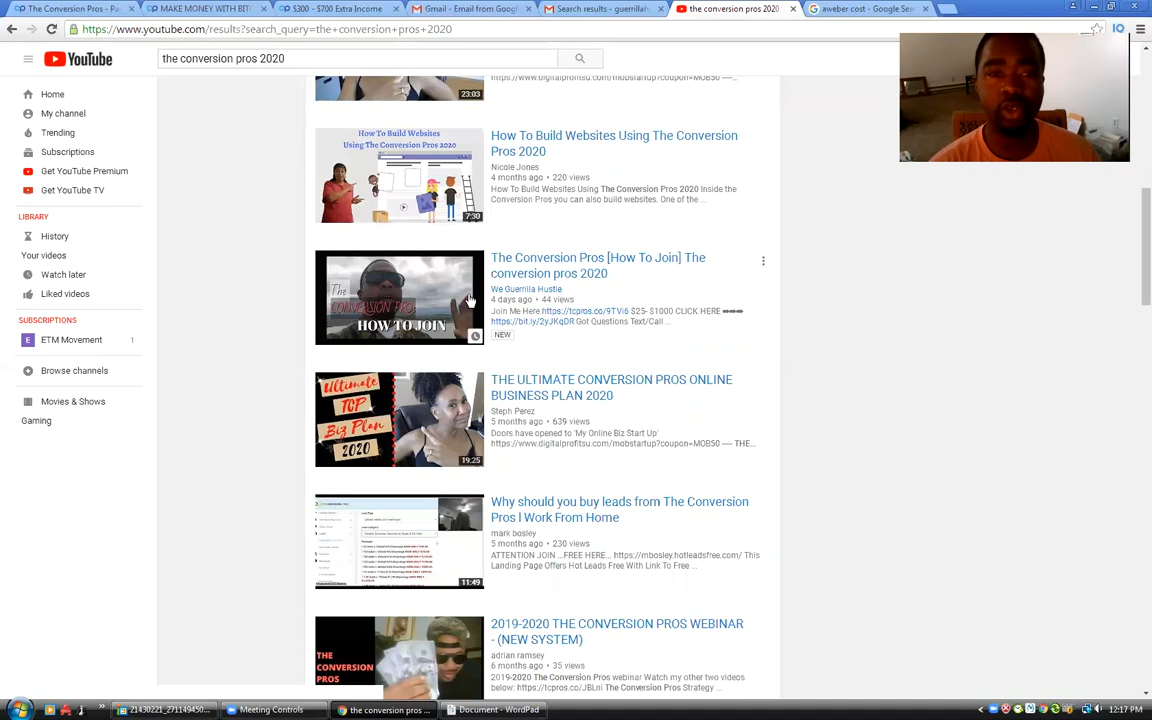 The Conversion Pros - Pa
MAKE MONEY WITH BIT
$300 - $700 Extra Income
Gmail - Email from Goog
Search results - guerrillah
the conversion pros 2020
aweber cost - Google Sea
https://www.youtube.com/results?search_query=the+conversion+pros+2020
YouTube
the conversion pros 2020
Home
My channel
Trending
Subscriptions
Get YouTube Premium
Get YouTube TV
LIBRARY
History
Your videos
Watch later
Liked videos
SUBSCRIPTIONS
ETM Movement 1
Browse channels
Movies & Shows
Gaming
23:03
https://www.digitalprofitsu.com/mobstartup?coupon=MOB50 ----
How To Build Websites
Using The Conversion Pros 2020
7:30
How To Build Websites Using The Conversion
Pros 2020
Nicole Jones
4 months ago • 220 views
How To Build Websites Using The Conversion Pros 2020 Inside the
Conversion Pros you can also build websites. One of the ...
The
CONVERSION PROS
HOW TO JOIN
The Conversion Pros [How To Join] The
conversion pros 2020
We Guerrilla Hustle
4 days ago • 44 views
Join Me Here https://tcpros.co/9TVi6 $25- $1000 CLICK HERE
https://bit.ly/2yJKqDR Got Questions Text/Call ...
NEW
Ultimate
TCP
Biz Plan
2020
19:25
THE ULTIMATE CONVERSION PROS ONLINE
BUSINESS PLAN 2020
Steph Perez
5 months ago • 639 views
Doors have opened to 'My Online Biz Start Up'
https://www.digitalprofitsu.com/mobstartup?coupon=MOB50 ---- THE...
11:49
Why should you buy leads from The Conversion
Pros l Work From Home
mark bosley
5 months ago • 230 views
ATTENTION JOIN ...FREE HERE... https://mbosley.hotleadsfree.com/ This
Landing Page Offers Hot Leads Free With Link To Free ...
THE
CONVERSION
PROS
2019-2020 THE CONVERSION PROS WEBINAR
- (NEW SYSTEM)
adrian ramsey
6 months ago • 35 views
2019-2020 The Conversion Pros webinar Watch my other two videos
below: https://tcpros.co/JBLni The Conversion Pros Strategy ...
21430221_271149450...
Meeting Controls
the conversion pros ...
Document - WordPad
12:17 PM